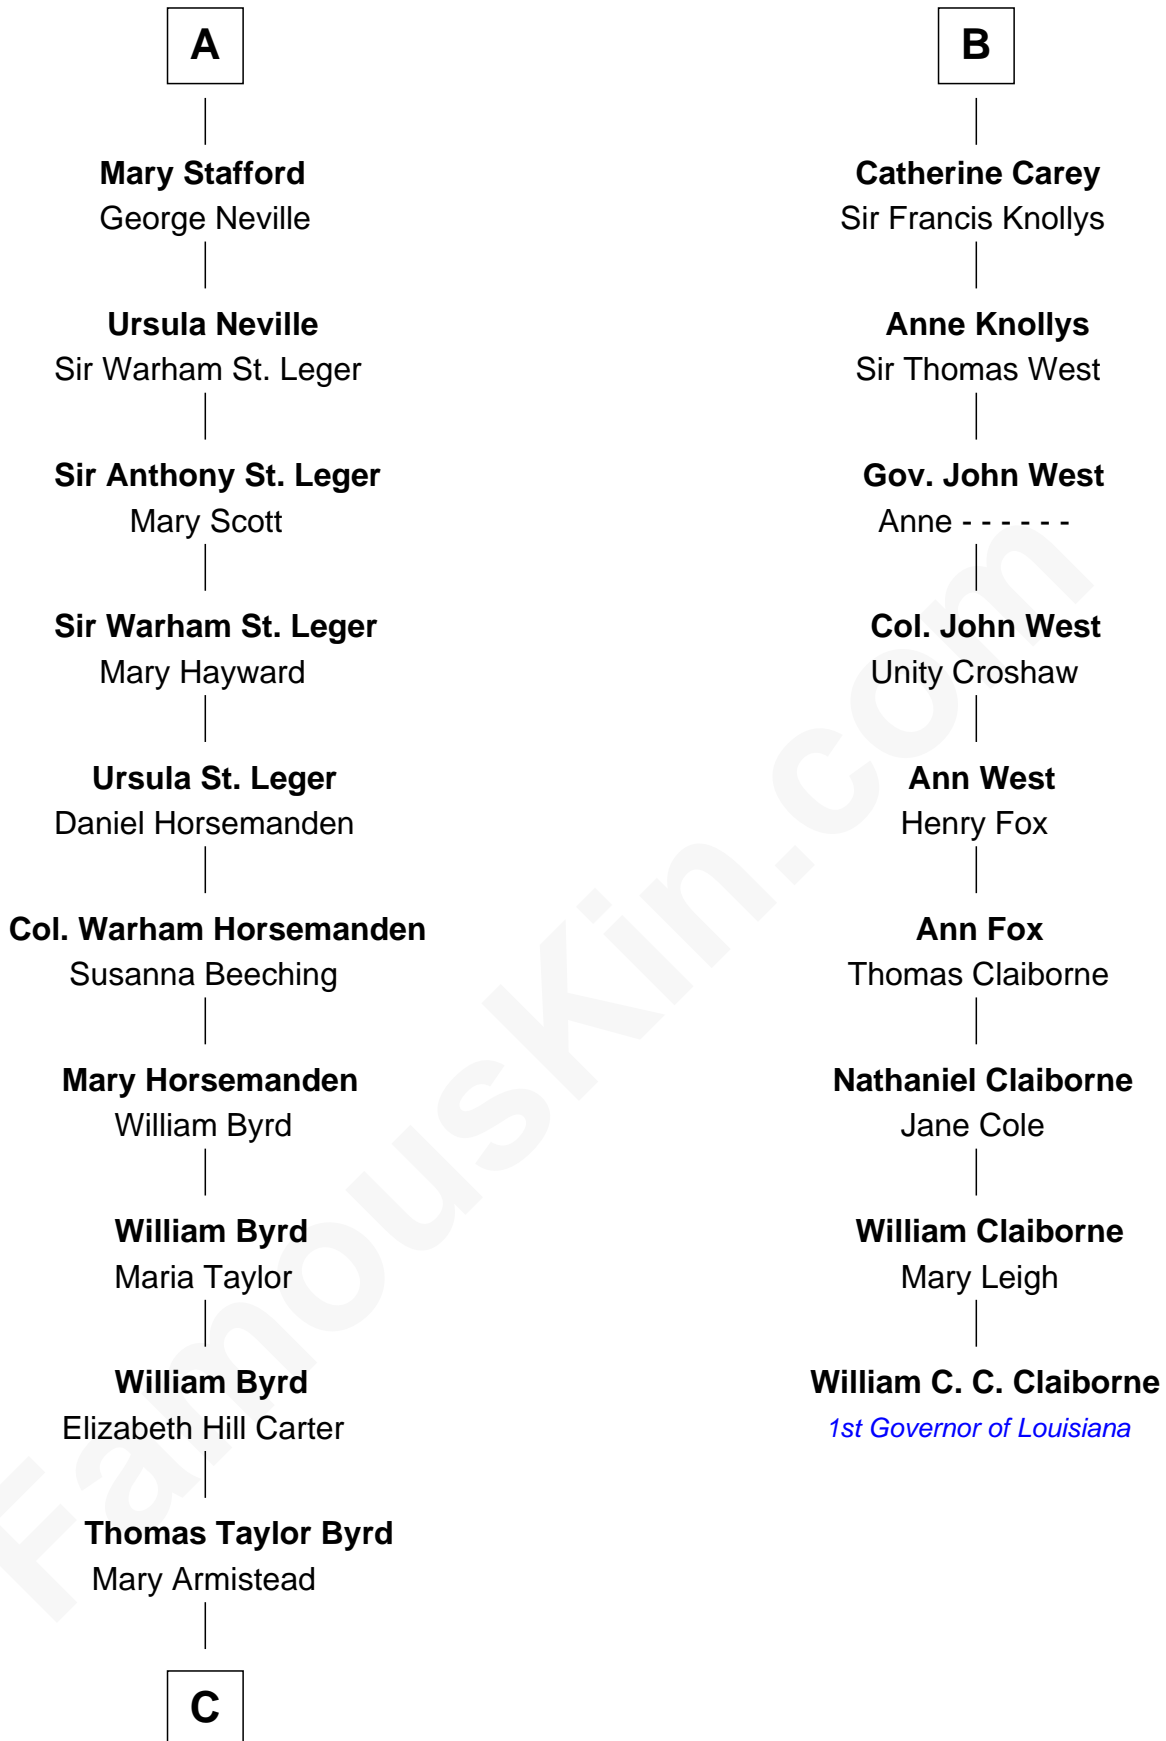 A
Mary Stafford
George Neville
Ursula Neville
Sir Warham St. Leger
Sir Anthony St. Leger
Mary Scott
Sir Warham St. Leger
Mary Hayward
Ursula St. Leger
Daniel Horsemanden
Col. Warham Horsemanden
Susanna Beeching
Mary Horsemanden
William Byrd
William Byrd
Maria Taylor
William Byrd
Elizabeth Hill Carter
Thomas Taylor Byrd
Mary Armistead
C
B
Catherine Carey
Sir Francis Knollys
Anne Knollys
Sir Thomas West
Gov. John West
Anne - - - - - -
Col. John West
Unity Croshaw
Ann West
Henry Fox
Ann Fox
Thomas Claiborne
Nathaniel Claiborne
Jane Cole
William Claiborne
Mary Leigh
William C. C. Claiborne
1st Governor of Louisiana
FamousKin.com